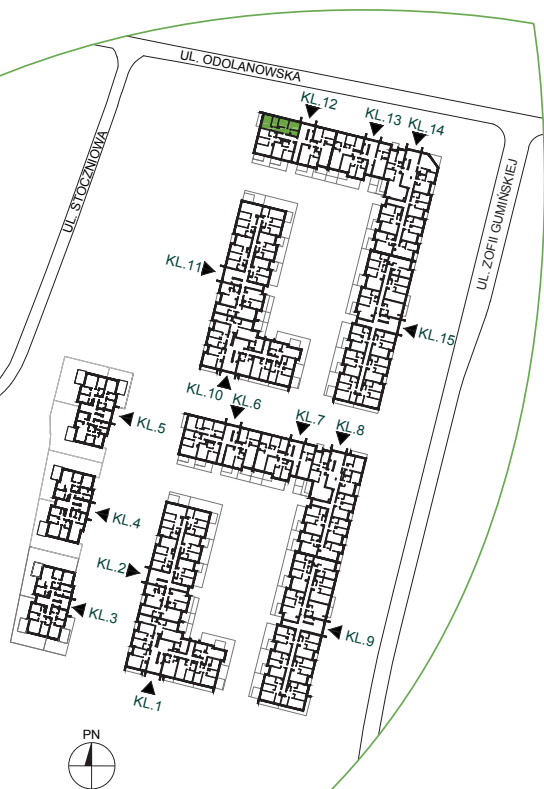 UL. ODOLANOWSKA
UL. STOCZNIOWA
UL. ZOFII GUMIŃSKIEJ
KL.12
KL.13
KL.14
KL.11
KL.15
KL.10
KL.6
KL.7
KL.8
KL.5
KL.4
KL.2
KL.3
KL.9
KL.1
PN